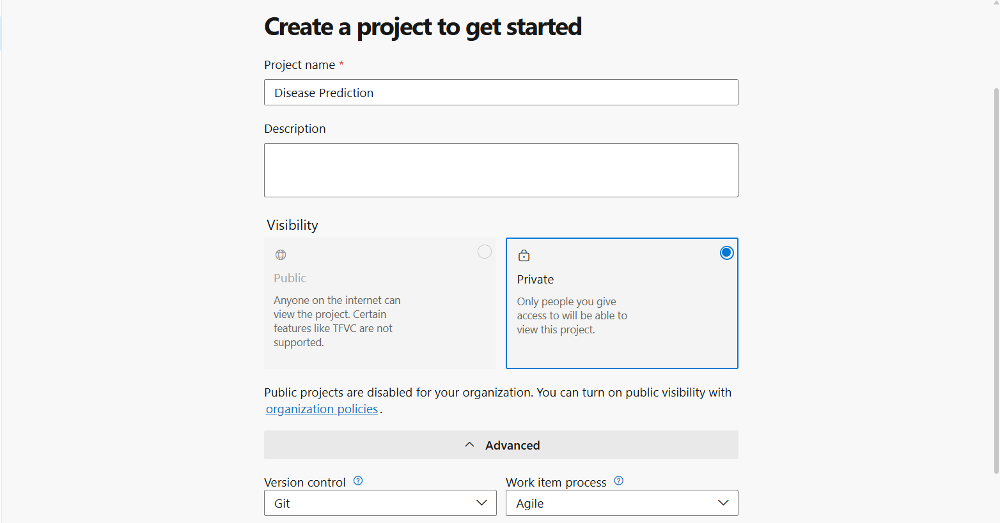 Create a project to get started
Project name *
Disease Prediction
Description
Visibility
Public
Anyone on the internet can
view the project. Certain
features like TFVC are not
supported.
Private
Only people you give
access to will be able to
view this project.
Public projects are disabled for your organization. You can turn on public visibility with
organization policies.
Advanced
Version control ?
Git
Work item process ?
Agile